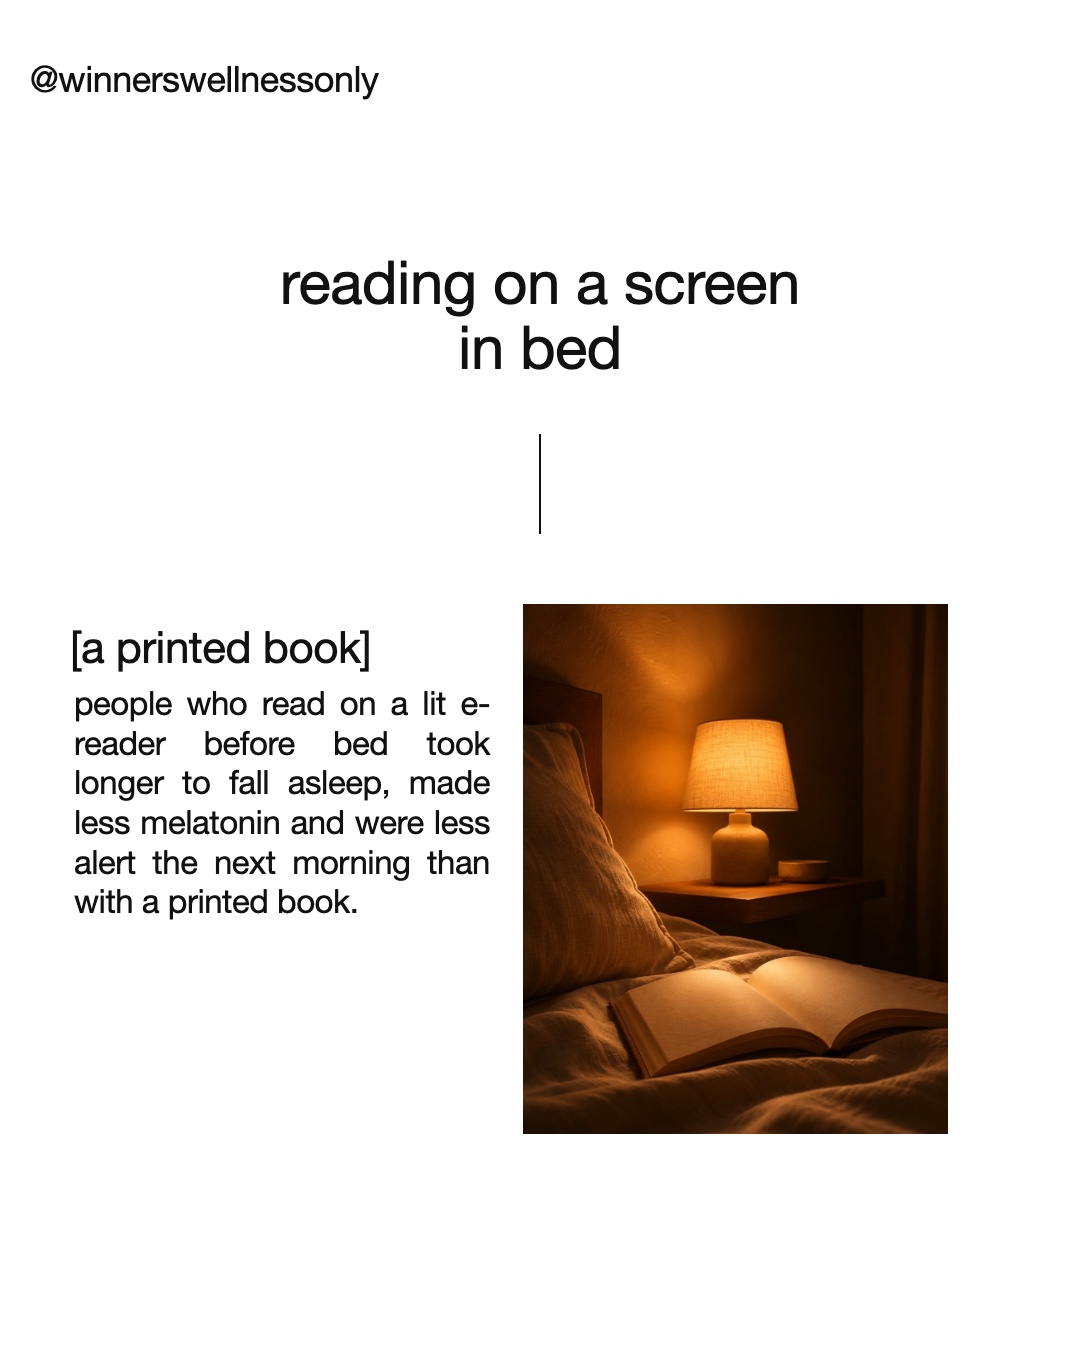 @winnerswellnessonly
reading on a screen
in bed
[a printed book]
people who read on a lit e-
reader before bed took
longer to fall asleep, made
less melatonin and were less
alert the next morning than
with a printed book.